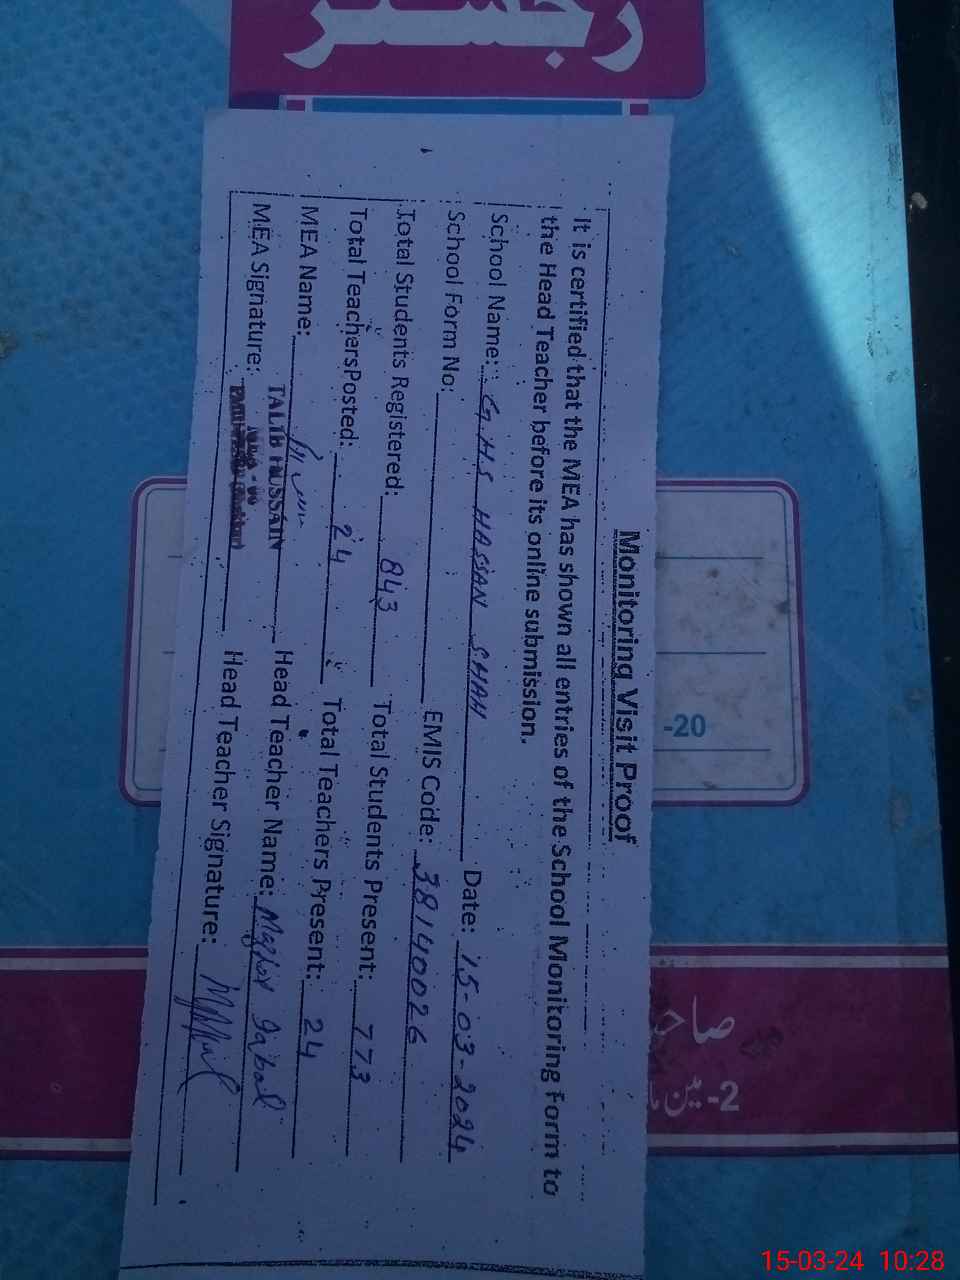 رجسٹر
Monitoring Visit Proof
It is certified that the MEA has shown all entries of the School Monitoring Form to
the Head Teacher before its online submission.
School Name: G.HS HASSAN SHAH Date: 15-03-2024
School Form No. EMIS Code: 38140026
Total Students Registered: 843 Total Students Present: 773
Total Teachers Posted: 24 Total Teachers Present: 24
MEA Name: Head Teacher Name: Iqbal
TALIB HUSSAIN
MEA Signature: Head Teacher Signature:
-20
2-
15-03-24 10:28